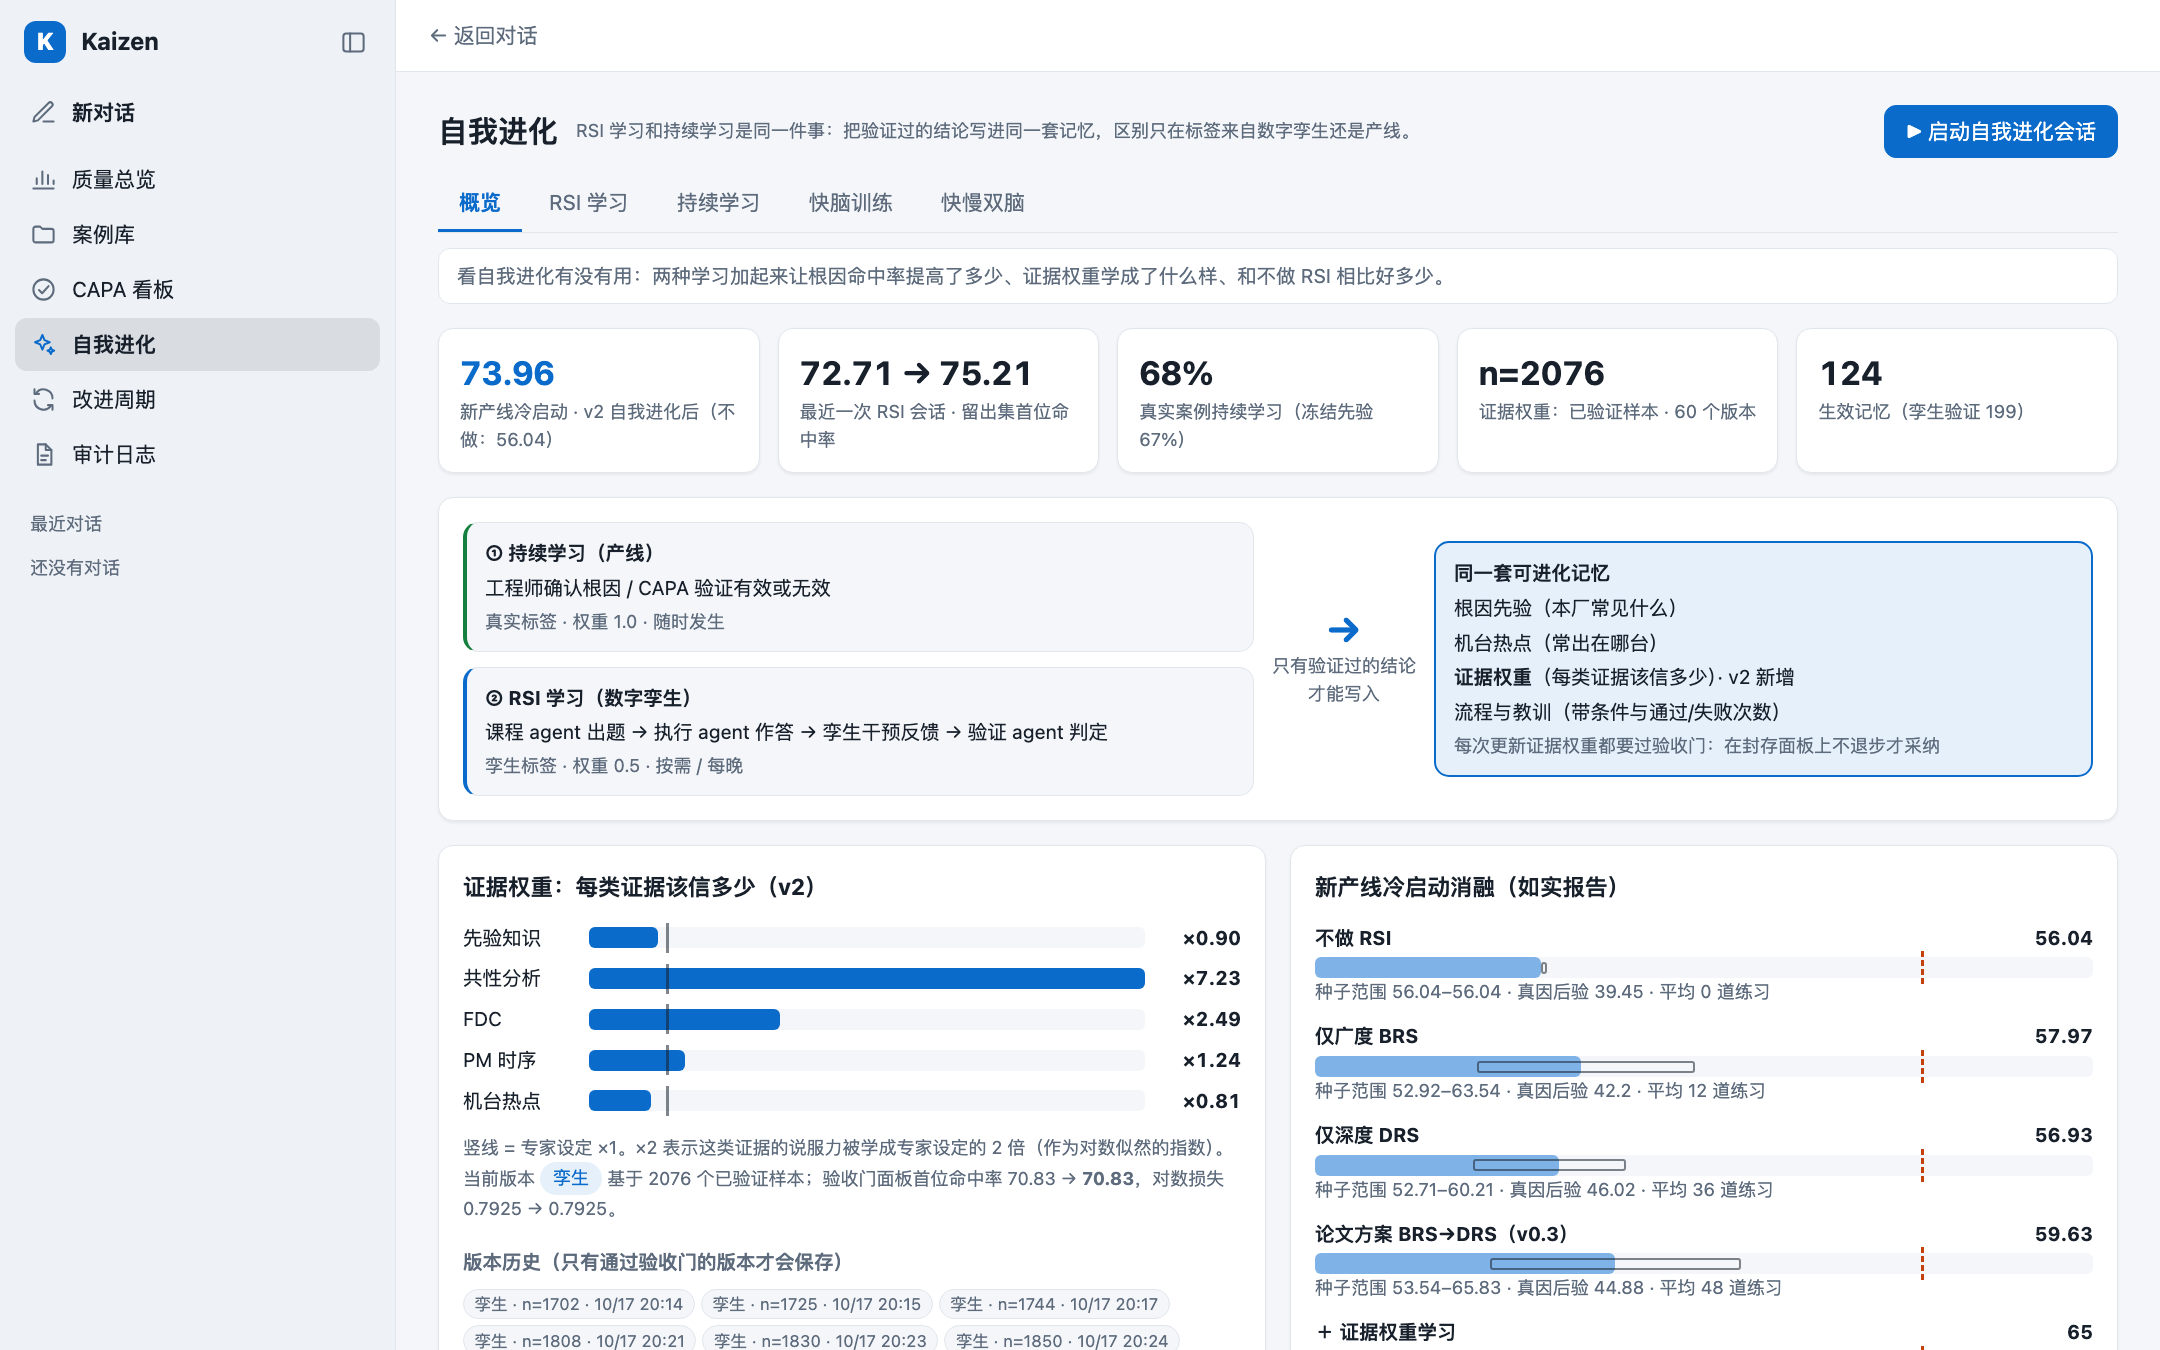 K Kaizen
新对话
质量总览
案例库
CAPA 看板
自我进化
改进周期
审计日志
最近对话
还没有对话
← 返回对话
自我进化 RSI 学习和持续学习是同一件事：把验证过的结论写进同一套记忆，区别只在标签来自数字孪生还是产线。
▶ 启动自我进化会话
概览 RSI 学习 持续学习 快脑训练 快慢双脑
看自我进化有没有用：两种学习加起来让根因命中率提高了多少、证据权重学成了什么样、和不做 RSI 相比好多少。
73.96
新产线冷启动 · v2 自我进化后（不
做：56.04）
72.71 → 75.21
最近一次 RSI 会话 · 留出集首位命
中率
68%
真实案例持续学习（冻结先验
67%）
n=2076
证据权重：已验证样本 · 60 个版本
124
生效记忆（孪生验证 199）
① 持续学习（产线）
工程师确认根因 / CAPA 验证有效或无效
真实标签 · 权重 1.0 · 随时发生
② RSI 学习（数字孪生）
课程 agent 出题 → 执行 agent 作答 → 孪生干预反馈 → 验证 agent 判定
孪生标签 · 权重 0.5 · 按需 / 每晚
→
只有验证过的结论
才能写入
同一套可进化记忆
根因先验（本厂常见什么）
机台热点（常出在哪台）
证据权重（每类证据该信多少）· v2 新增
流程与教训（带条件与通过/失败次数）
每次更新证据权重都要过验收门：在封存面板上不退步才采纳
证据权重：每类证据该信多少（v2）
先验知识 ×0.90
共性分析 ×7.23
FDC ×2.49
PM 时序 ×1.24
机台热点 ×0.81
竖线 = 专家设定 ×1。×2 表示这类证据的说服力被学成专家设定的 2 倍（作为对数似然的指数）。
当前版本 孪生 基于 2076 个已验证样本；验收门面板首位命中率 70.83 → 70.83，对数损失
0.7925 → 0.7925。
版本历史（只有通过验收门的版本才会保存）
孪生 · n=1702 · 10/17 20:14 孪生 · n=1725 · 10/17 20:15 孪生 · n=1744 · 10/17 20:17
孪生 · n=1808 · 10/17 20:21 孪生 · n=1830 · 10/17 20:23 孪生 · n=1850 · 10/17 20:24
新产线冷启动消融（如实报告）
不做 RSI 56.04
种子范围 56.04–56.04 · 真因后验 39.45 · 平均 0 道练习
仅广度 BRS 57.97
种子范围 52.92–63.54 · 真因后验 42.2 · 平均 12 道练习
仅深度 DRS 56.93
种子范围 52.71–60.21 · 真因后验 46.02 · 平均 36 道练习
论文方案 BRS→DRS（v0.3） 59.63
种子范围 53.54–65.83 · 真因后验 44.88 · 平均 48 道练习
＋ 证据权重学习 65